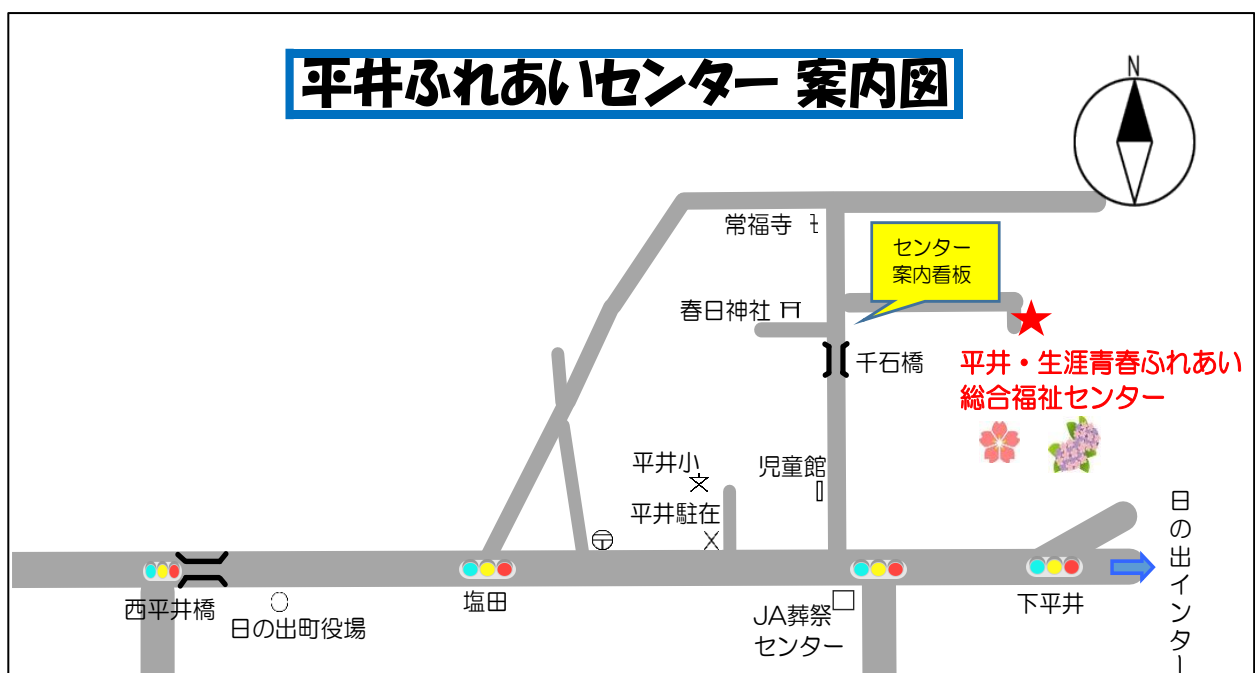 平井ふれあいセンター 案内図
N
常福寺
センター
案内看板
春日神社
千石橋
平井・生涯青春ふれあい
総合福祉センター
平井小
児童館
平井駐在
日の出インター
西平井橋
塩田
下平井
日の出町役場
JA葬祭
センター